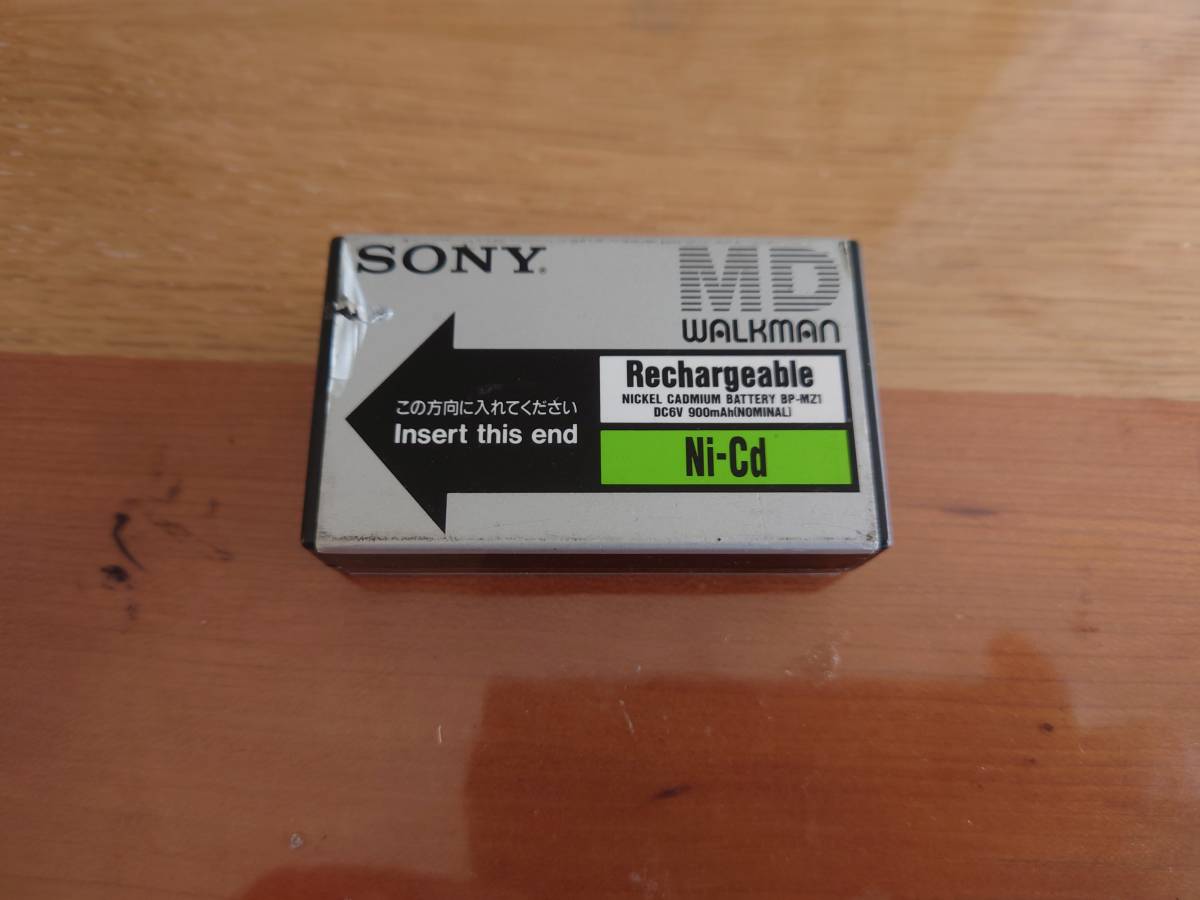 SONY
MD
WALKMAN
Rechargeable
NICKEL CADMIUM BATTERY BP-MZ1
DC6V 900mAh(NOMINAL)
Ni-Cd
この方向に入れてください
Insert this end